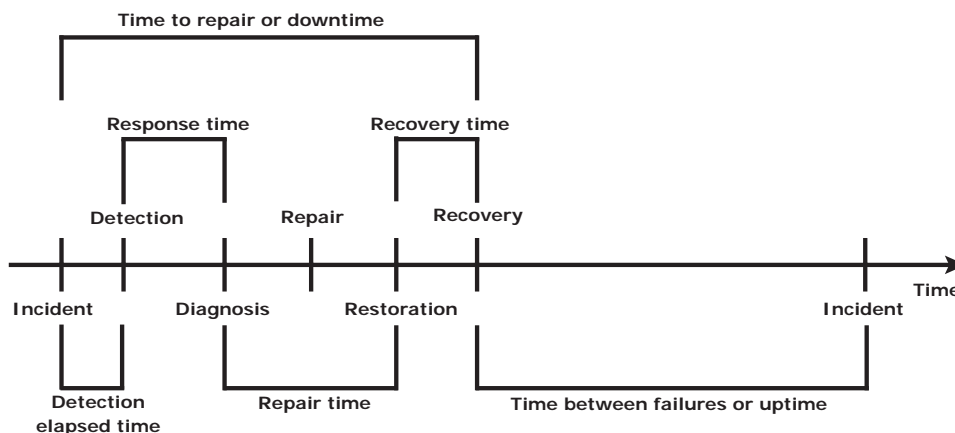 Time to repair or downtime
Response time
Recovery time
Detection
Repair
Recovery
Time
Incident
Diagnosis
Restoration
Incident
Detection
elapsed time
Repair time
Time between failures or uptime